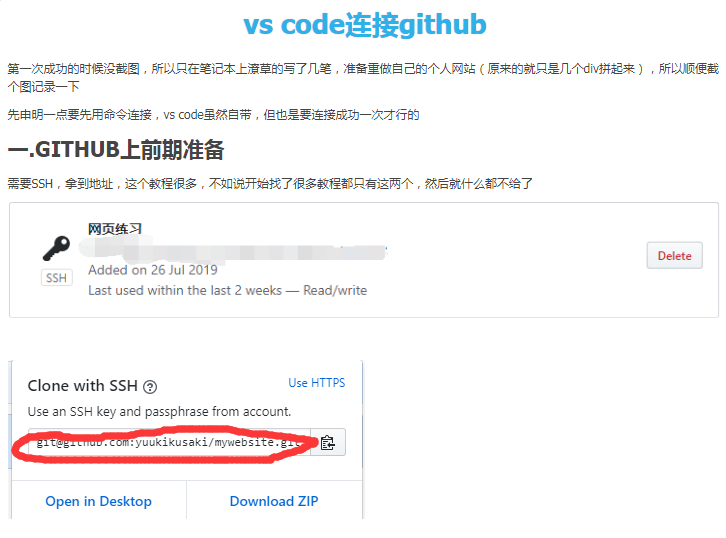 vs code连接github
第一次成功的时候没截图，所以只在笔记本上潦草的写了几笔，准备重做自己的个人网站（原来的就只是几个div拼起来），所以顺便截
个图记录一下
先申明一点要先用命令连接，vs code虽然自带，但也是要连接成功一次才行的
一.GITHUB上前期准备
需要SSH，拿到地址，这个教程很多，不如说开始找了很多教程都只有这两个，然后就什么都不给了
网页练习
SSH
Added on 26 Jul 2019
Last used within the last 2 weeks — Read/write
Delete
Clone with SSH
Use HTTPS
Use an SSH key and passphrase from account.
git@github.com:yuukikusaki/mywebsite.git
Open in Desktop
Download ZIP